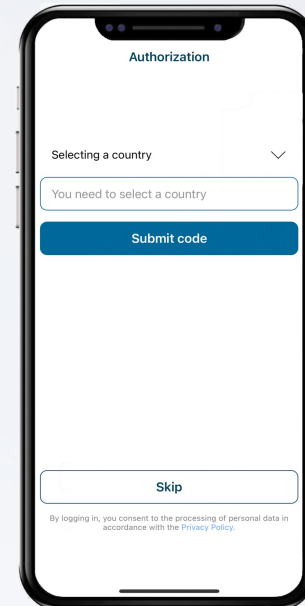 Authorization
Selecting a country
You need to select a country
Submit code
Skip
By logging in, you consent to the processing of personal data in
accordance with the Privacy Policy.